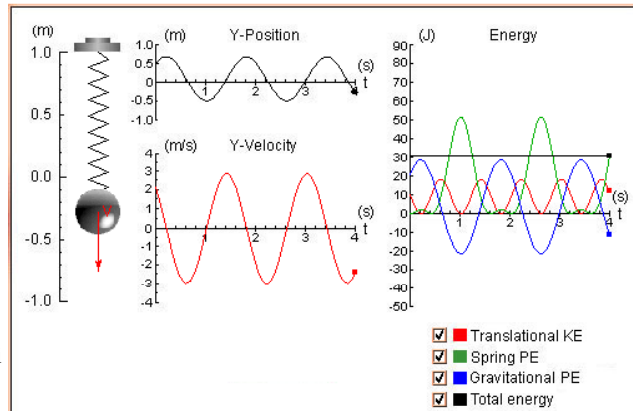 (m)
1.0
0.5
0.0
-0.5
-1.0
v
(m) Y-Position
1.0
0.5
0
-0.5
-1.0
1 2 3 4
(s)
t
(m/s) Y-Velocity
4
3
2
1
0
-1
-2
-3
-4
1 2 3 4
(s)
t
(J) Energy
90
80
70
60
50
40
30
20
10
0
-10
-20
-30
-40
-50
1 2 3 4
(s)
t
Translational KE
Spring PE
Gravitational PE
Total energy